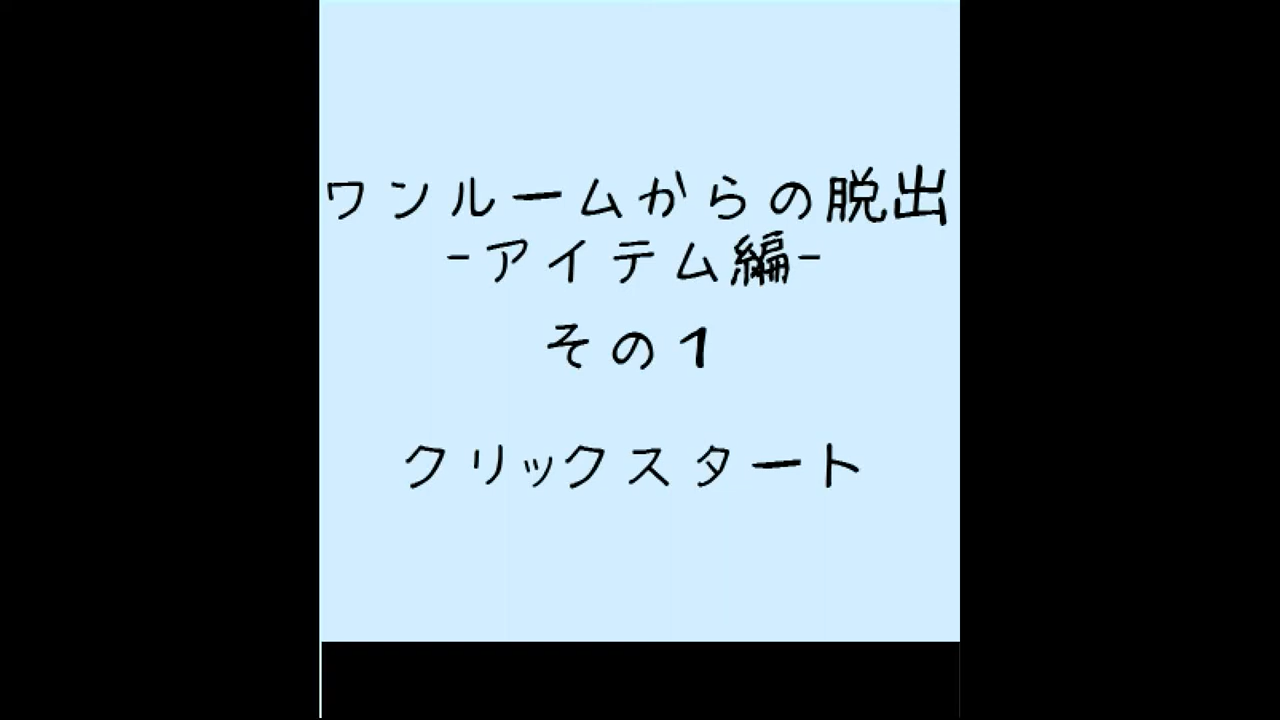 ワンルームからの脱出
-アイテム編-
その1
クリックスタート